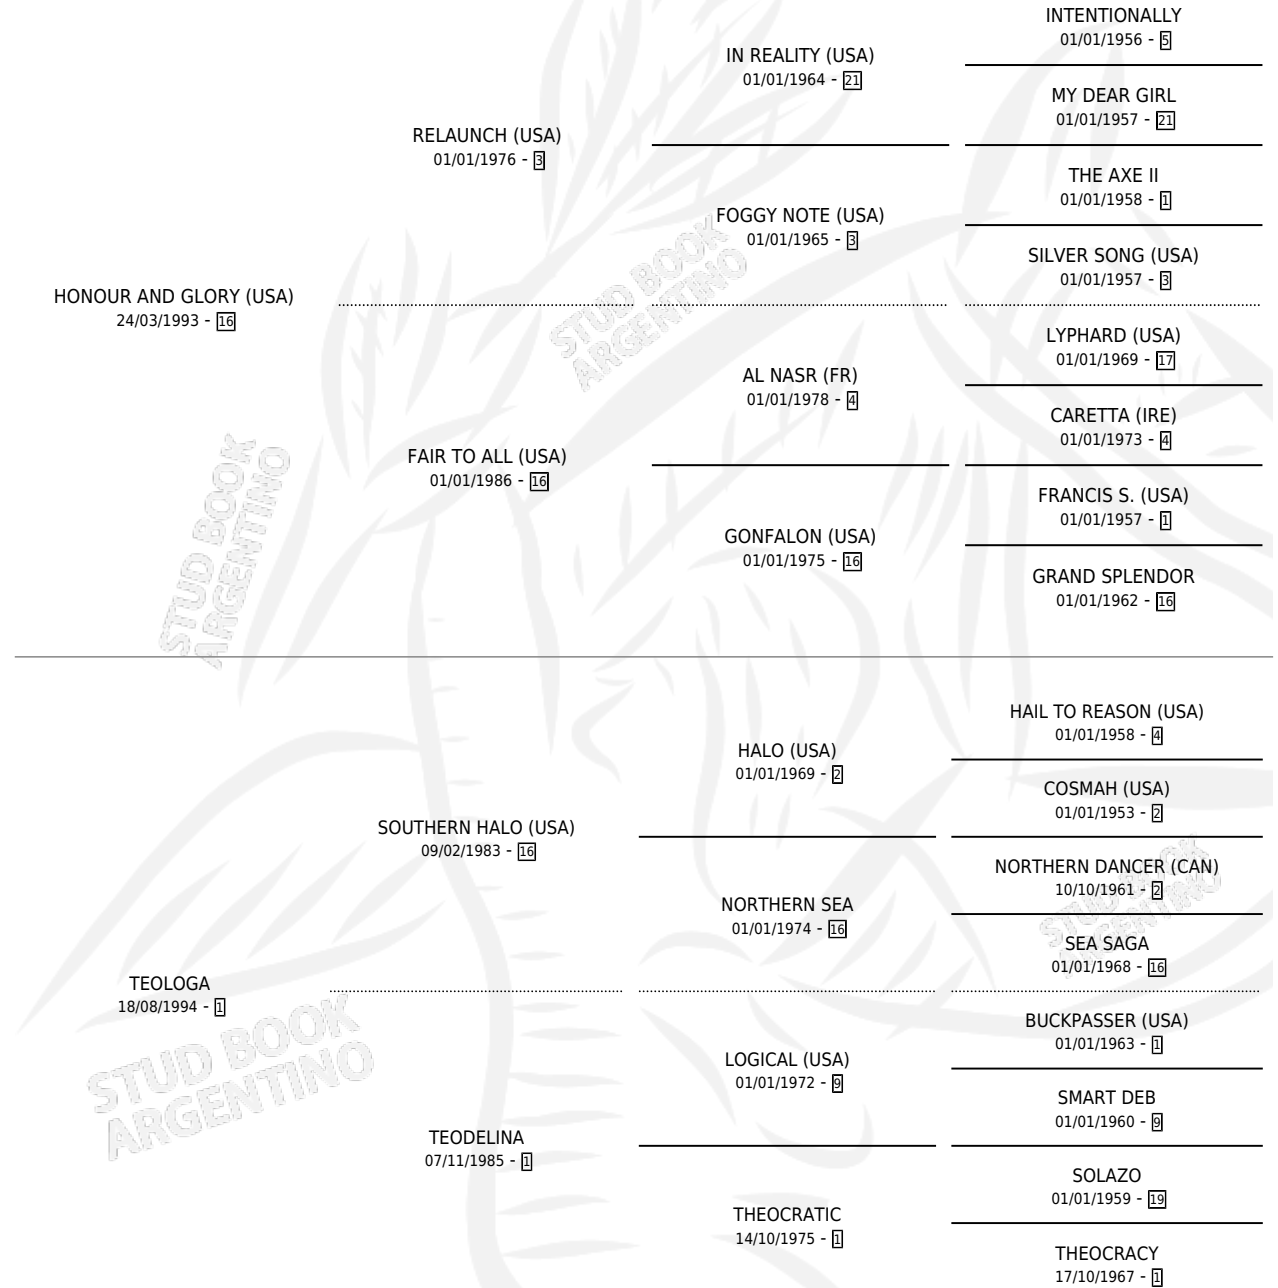 INTENTIONALLY
01/01/1956 - 5
IN REALITY (USA)
01/01/1964 - 21
MY DEAR GIRL
01/01/1957 - 21
RELAUNCH (USA)
01/01/1976 - 3
THE AXE II
01/01/1958 - 1
FOGGY NOTE (USA)
01/01/1965 - 3
SILVER SONG (USA)
01/01/1957 - 3
HONOUR AND GLORY (USA)
24/03/1993 - 16
LYPHARD (USA)
01/01/1969 - 17
AL NASR (FR)
01/01/1978 - 4
CARETTA (IRE)
01/01/1973 - 4
FAIR TO ALL (USA)
01/01/1986 - 16
FRANCIS S. (USA)
01/01/1957 - 1
GONFALON (USA)
01/01/1975 - 16
GRAND SPLENDOR
01/01/1962 - 16
HAIL TO REASON (USA)
01/01/1958 - 4
HALO (USA)
01/01/1969 - 2
COSMAH (USA)
01/01/1953 - 2
SOUTHERN HALO (USA)
09/02/1983 - 16
NORTHERN DANCER (CAN)
10/10/1961 - 2
NORTHERN SEA
01/01/1974 - 16
SEA SAGA
01/01/1968 - 16
TEOLOGA
18/08/1994 - 1
BUCKPASSER (USA)
01/01/1963 - 1
LOGICAL (USA)
01/01/1972 - 9
SMART DEB
01/01/1960 - 9
TEODELINA
07/11/1985 - 1
SOLAZO
01/01/1959 - 19
THEOCRATIC
14/10/1975 - 1
THEOCRACY
17/10/1967 - 1
STUD BOOK
ARGENTINO
STUD BOOK
ARGENTINO
STUD BOOK
ARGENTINO
STUD BOOK
ARGENTINO